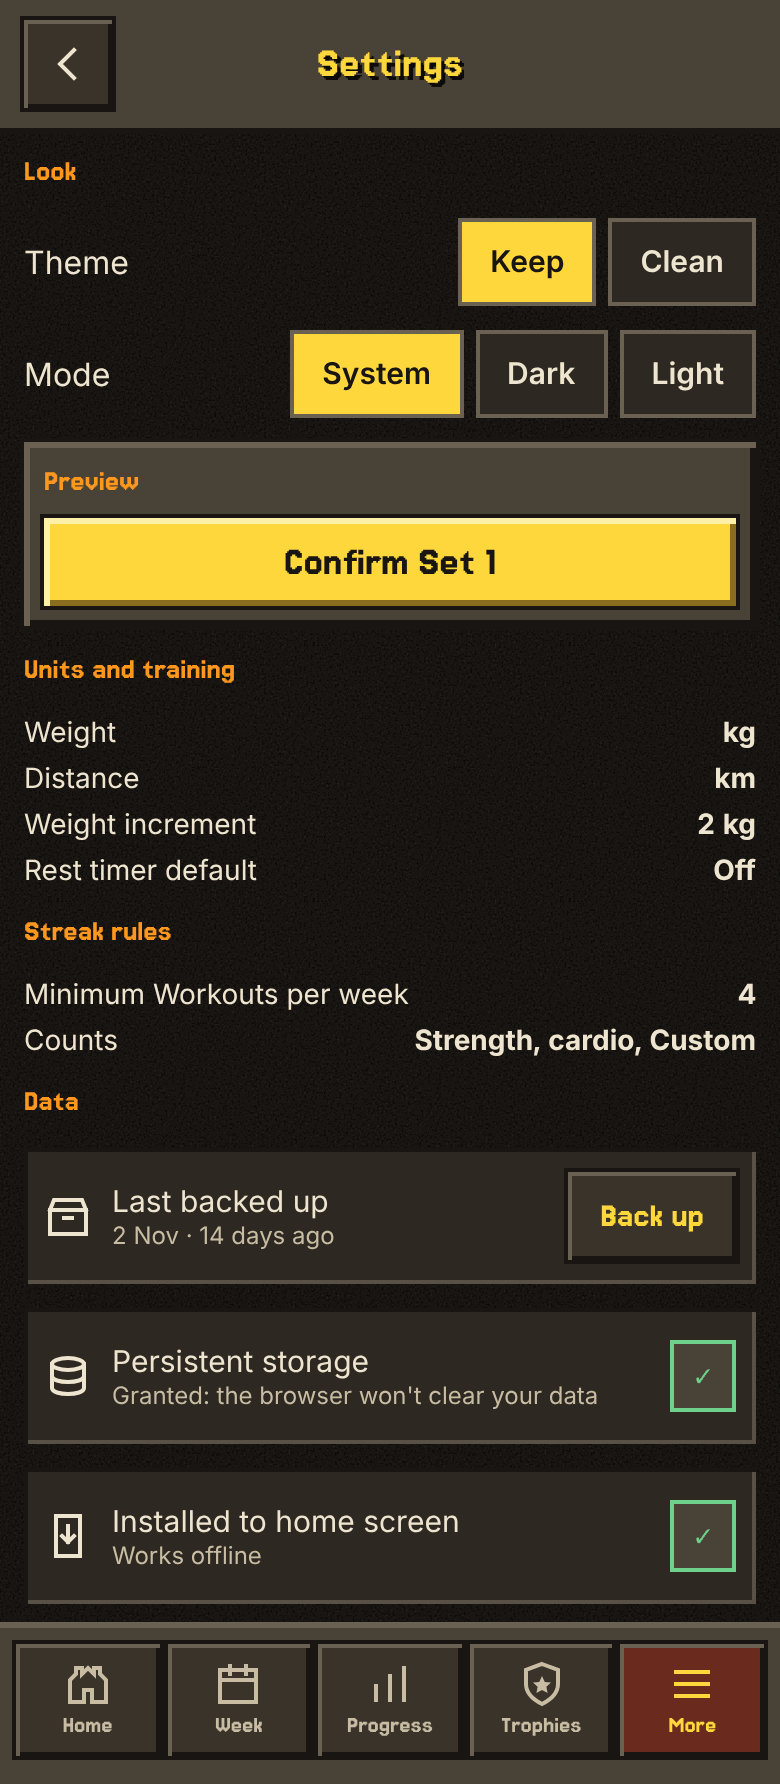 Settings
Look
Theme Keep Clean
Mode System Dark Light
Preview
Confirm Set 1
Units and training
Weight kg
Distance km
Weight increment 2 kg
Rest timer default Off
Streak rules
Minimum Workouts per week 4
Counts Strength, cardio, Custom
Data
Last backed up
2 Nov · 14 days ago
Back up
Persistent storage
Granted: the browser won't clear your data
✓
Installed to home screen
Works offline
✓
Home Week Progress Trophies More